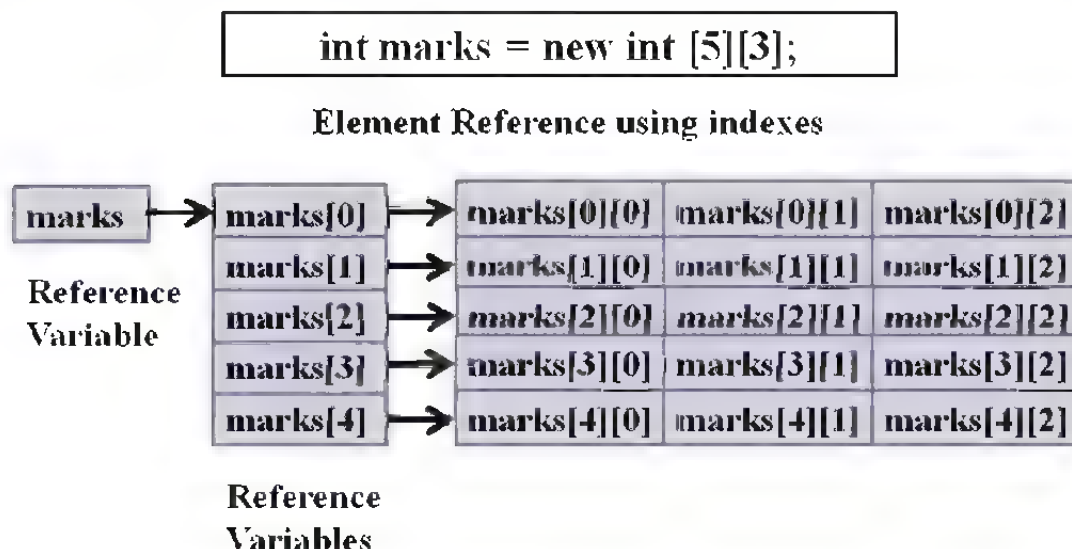 int marks = new int [5][3];
Element Reference using indexes
marks marks[0] marks[0][0] marks[0][1] marks[0][2]
marks[1] marks[1][0] marks[1][1] marks[1][2]
marks[2] marks[2][0] marks[2][1] marks[2][2]
marks[3] marks[3][0] marks[3][1] marks[3][2]
marks[4] marks[4][0] marks[4][1] marks[4][2]
Reference
Variable
Reference
Variables